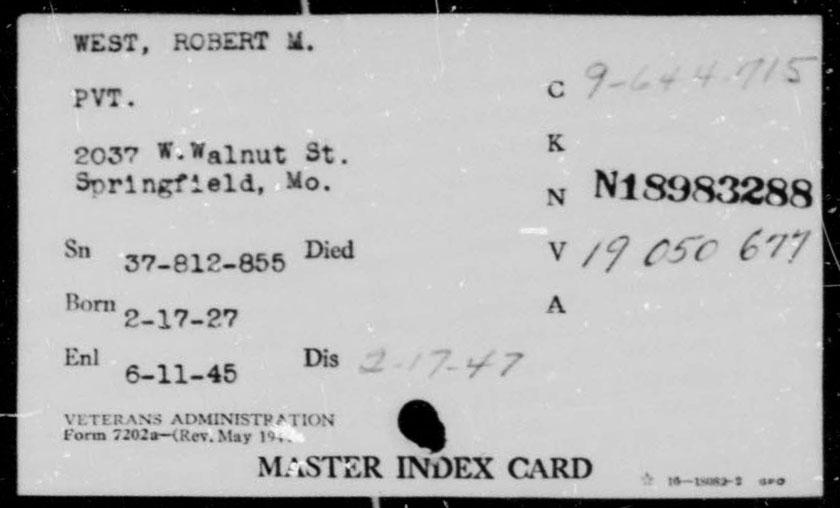 WEST, ROBERT M.
PVT.
C 9-644 715
2037 W.Walnut St.
K
Springfield, Mo.
N N18983288
Sn 37-812-855 Died
V 19 050 677
Born 2-17-27
A
Enl 6-11-45 Dis 2-17-47
VETERANS ADMINISTRATION
Form 7202a—(Rev. May
MASTER INDEX CARD
☆ 16—18082-2 GPO